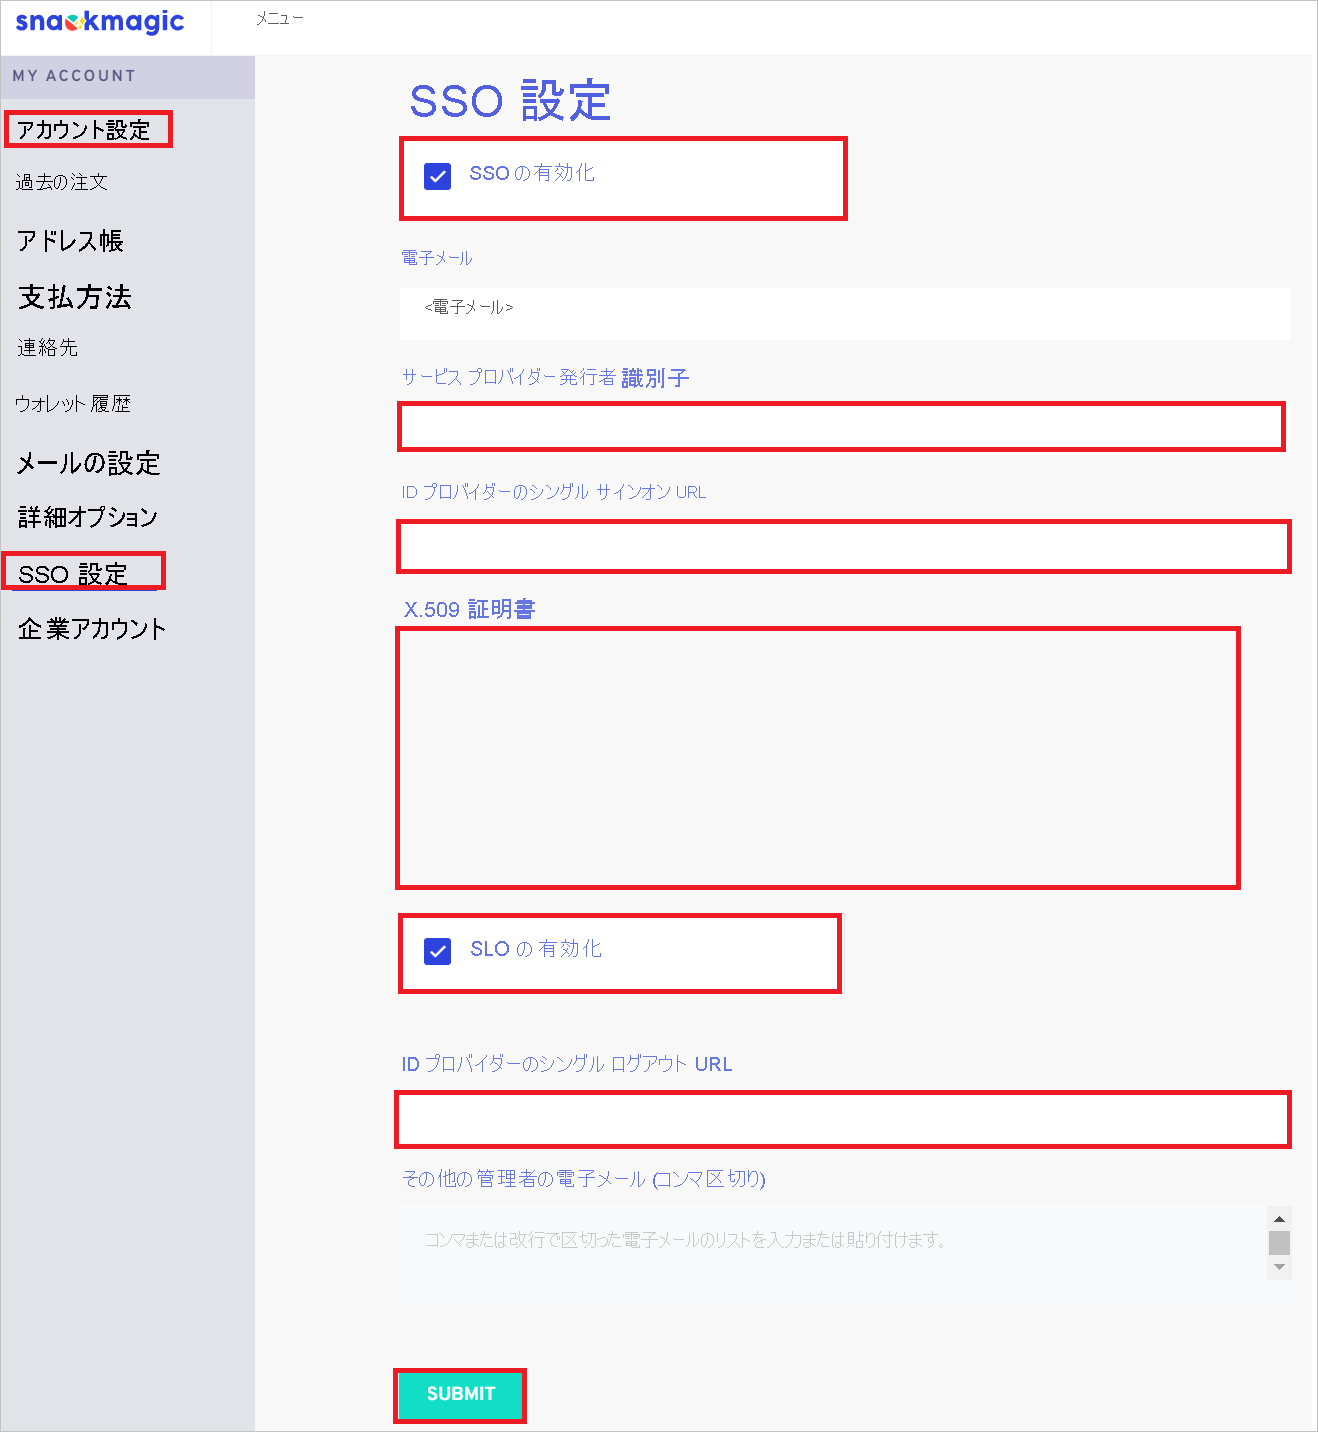 snackmagic
メニュー
MY ACCOUNT
アカウント設定
過去の注文
アドレス帳
支払方法
連絡先
ウォレット履歴
メールの設定
詳細オプション
SSO 設定
企業アカウント
SSO 設定
SSO の有効化
電子メール
<電子メール>
サービス プロバイダー発行者 識別子
ID プロバイダーのシングル サインオン URL
X.509 証明書
SLO の有効化
ID プロバイダーのシングル ログアウト URL
その他の管理者の電子メール (コンマ区切り)
コンマまたは改行で区切った電子メールのリストを入力または貼り付けます。
SUBMIT